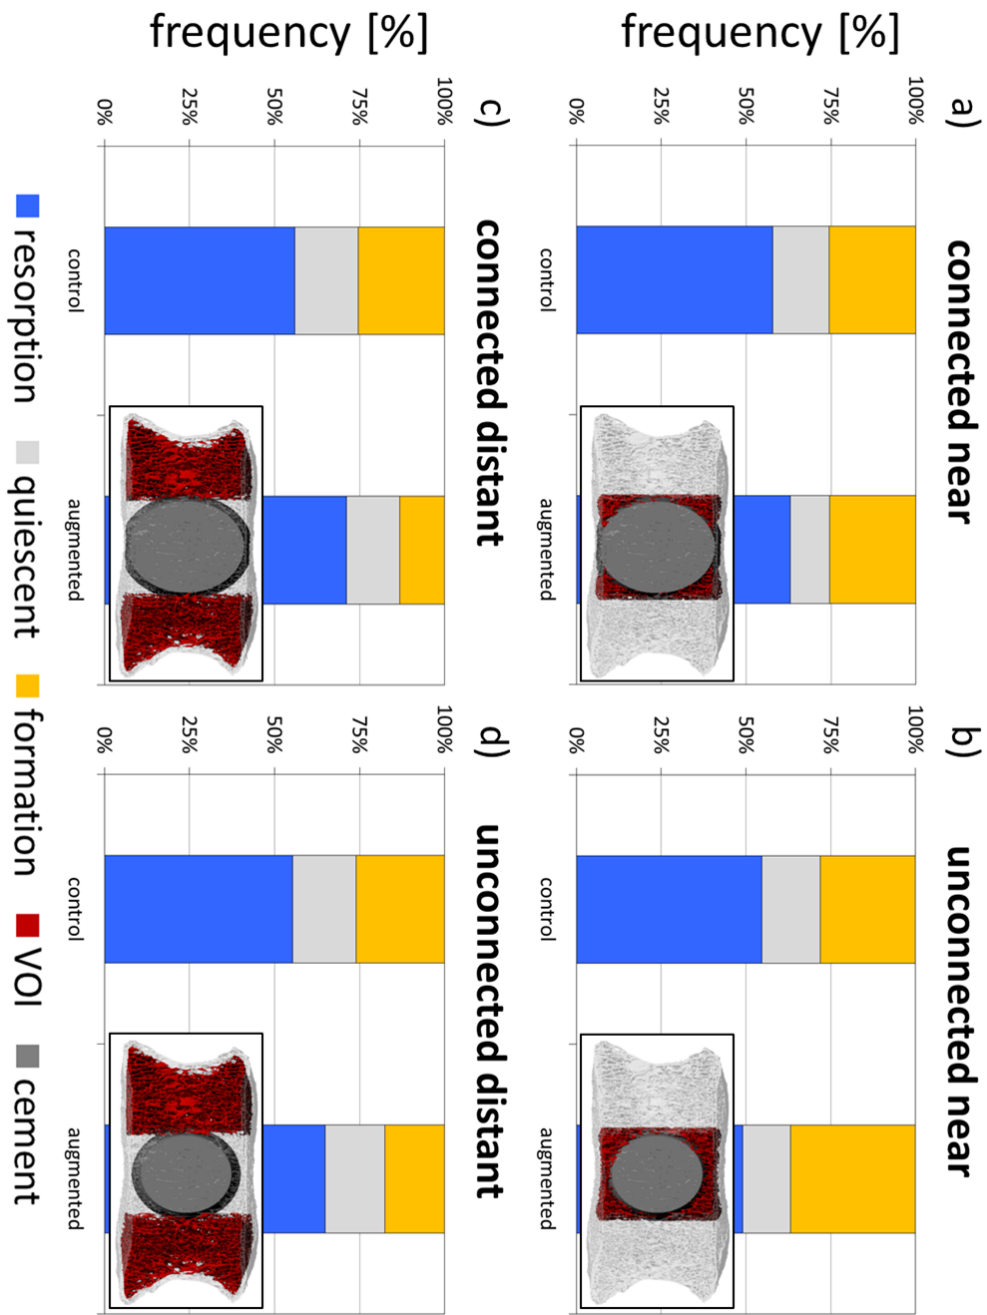 a)
connected near
frequency [%]
100%
75%
50%
25%
0%
control
augmented
b)
unconnected near
100%
75%
50%
25%
0%
control
augmented
c)
connected distant
frequency [%]
100%
75%
50%
25%
0%
control
augmented
d)
unconnected distant
100%
75%
50%
25%
0%
control
augmented
resorption quiescent formation VOI cement